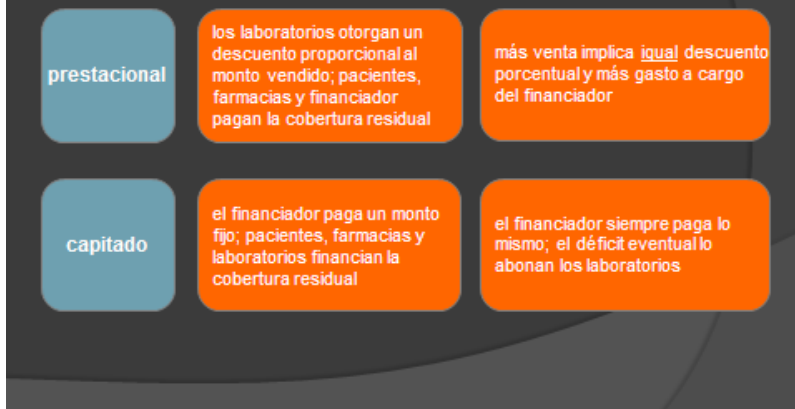 prestacional
los laboratorios otorgan un
descuento proporcional al
monto vendido; pacientes,
farmacias y financiador
pagan la cobertura residual
más venta implica igual descuento
porcentual y más gasto a cargo
del financiador
capitado
el financiador paga un monto
fijo; pacientes, farmacias y
laboratorios financian la
cobertura residual
el financiador siempre paga lo
mismo; el déficit eventual lo
abonan los laboratorios